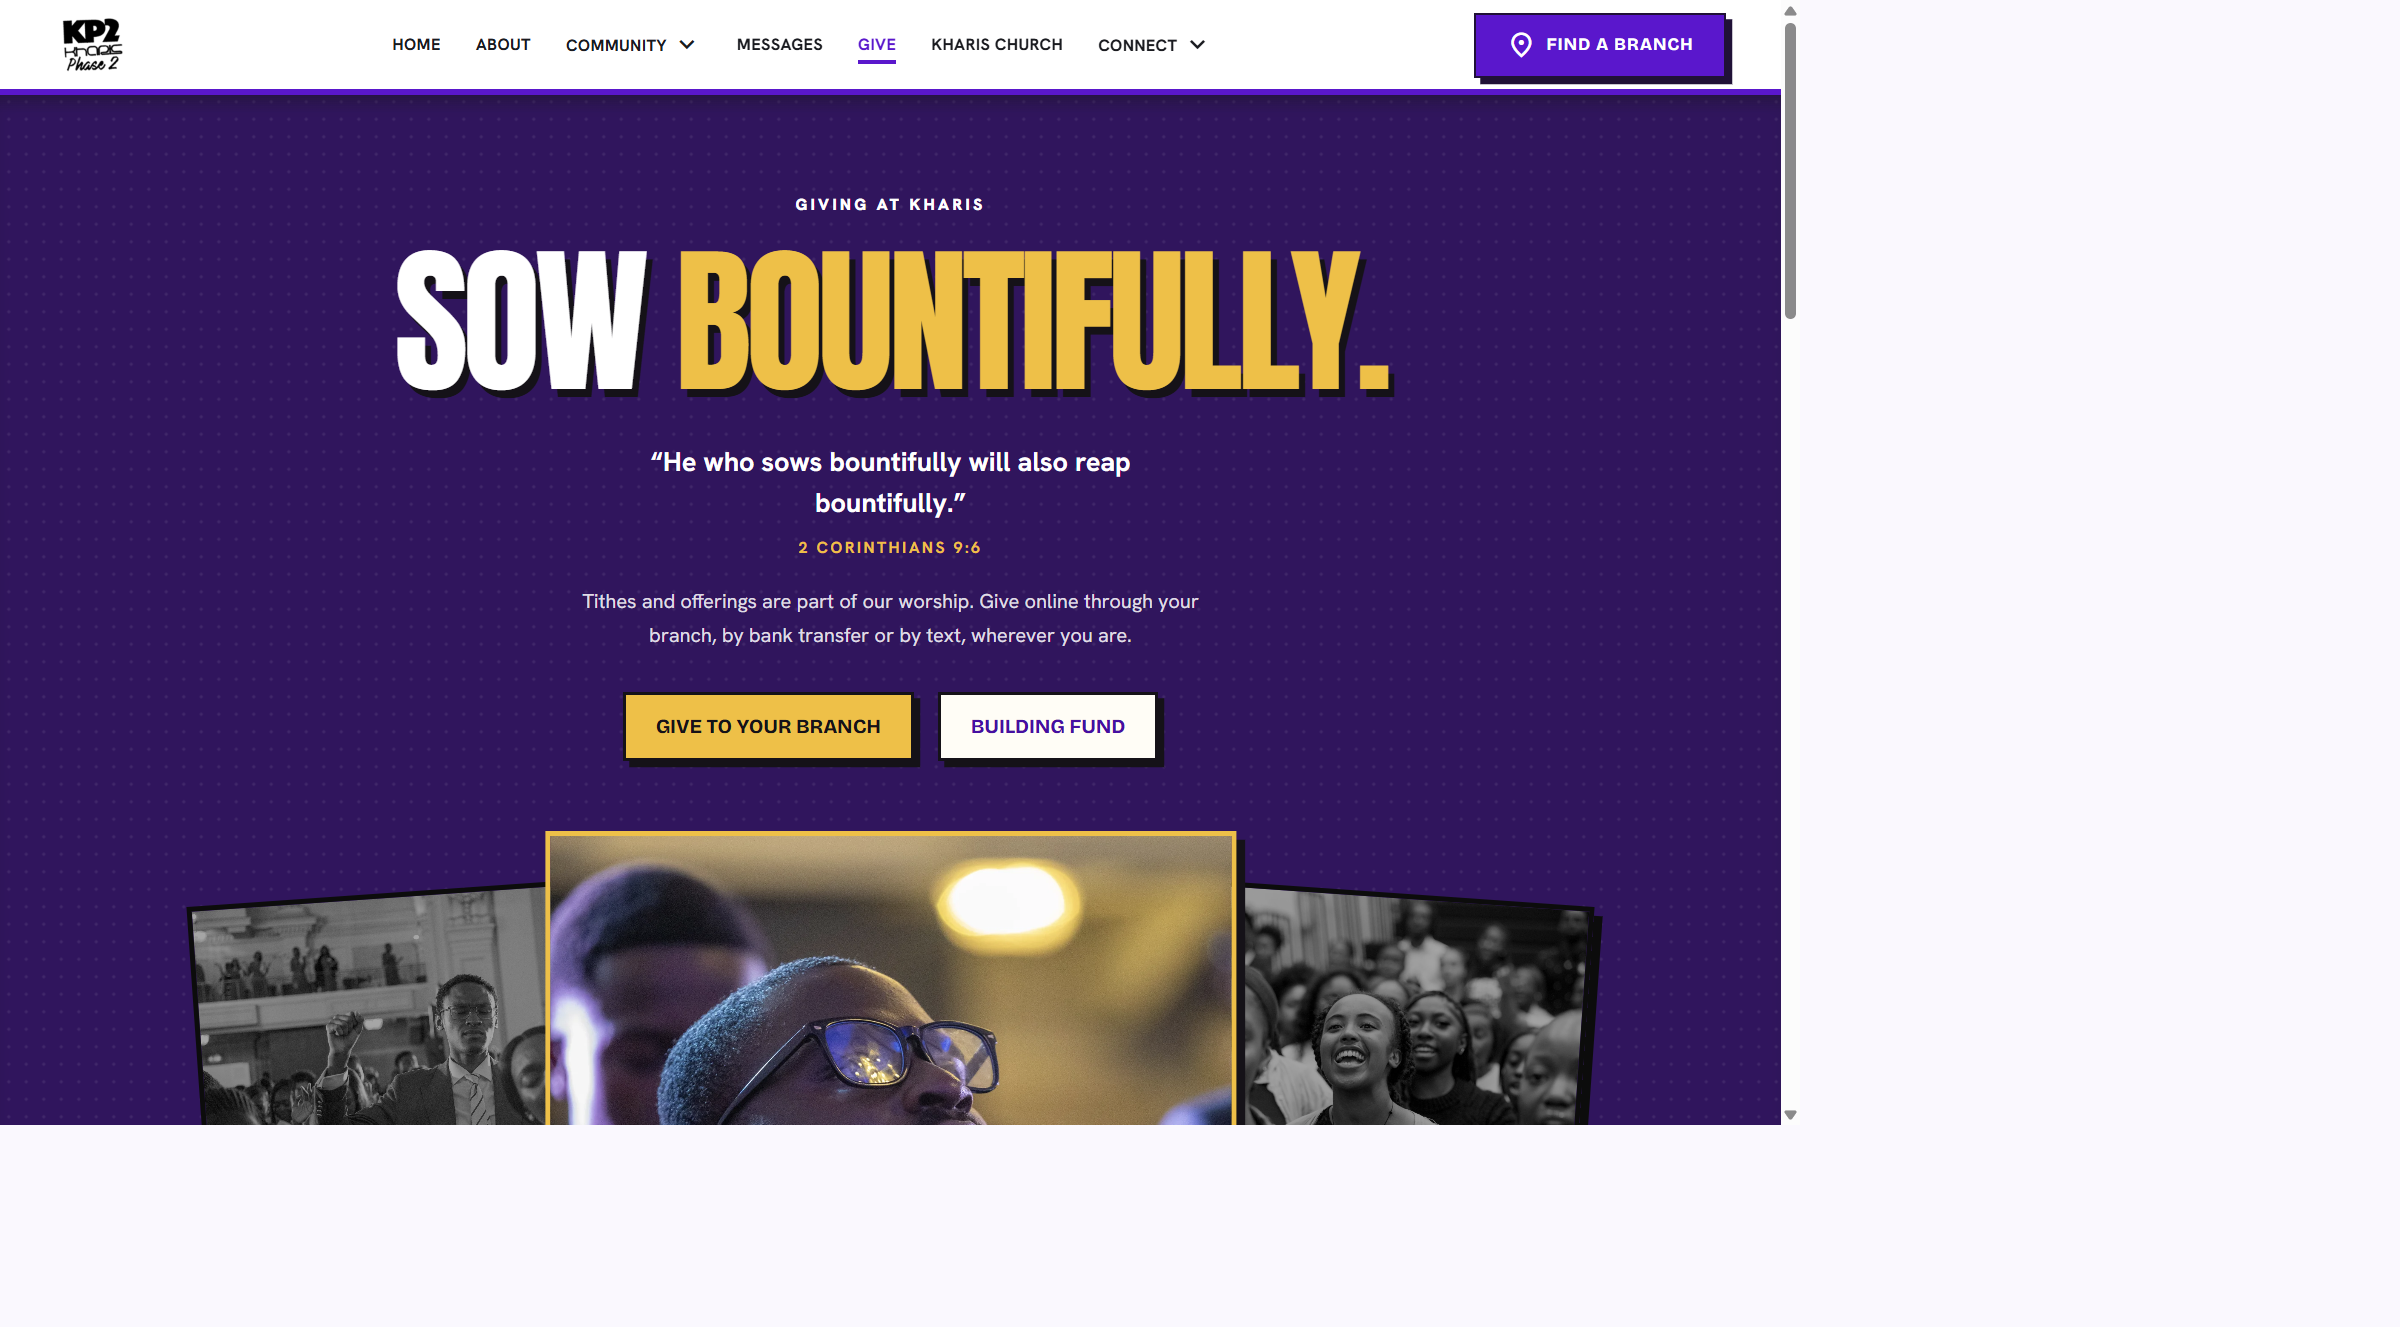 KP2
KHARIS
Phase 2
HOME
ABOUT
COMMUNITY
MESSAGES
GIVE
KHARIS CHURCH
CONNECT
FIND A BRANCH
GIVING AT KHARIS
SOW BOUNTIFULLY.
“He who sows bountifully will also reap
bountifully.”
2 CORINTHIANS 9:6
Tithes and offerings are part of our worship. Give online through your
branch, by bank transfer or by text, wherever you are.
GIVE TO YOUR BRANCH
BUILDING FUND